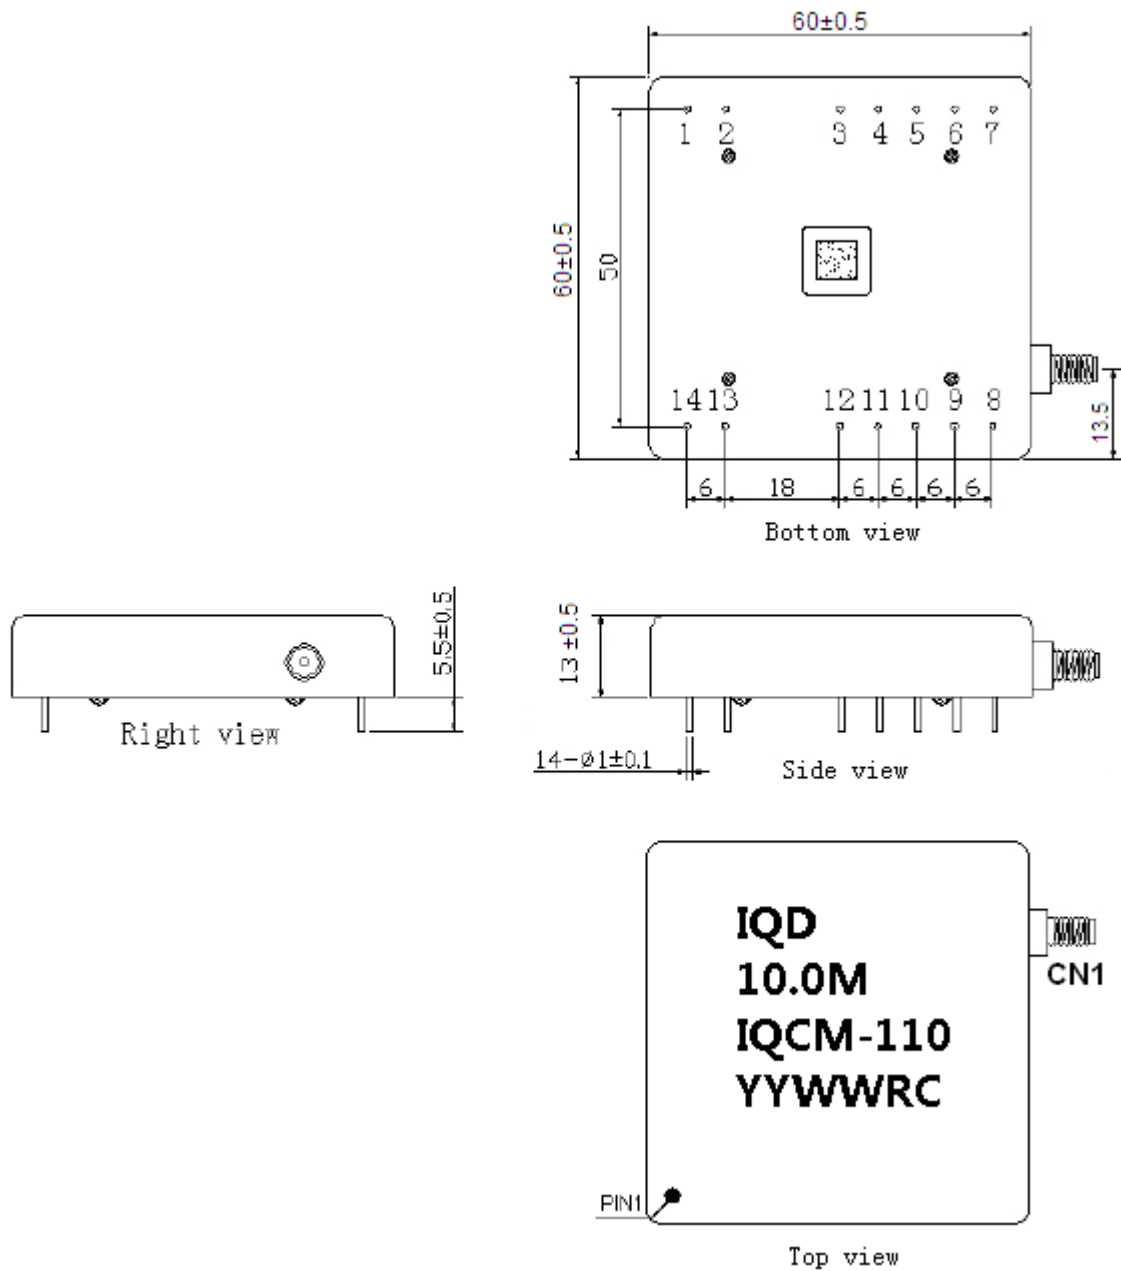 60±0.5
1 2 3 4 5 6 7
60±0.5
50
14 13 12 11 10 9 8
13.5
6 18 6 6 6 6
Bottom view
5.5±0.5
13±0.5
Right view
14-Ø1±0.1
Side view
IQD
10.0M
CN1
IQCM-110
YYWWRC
PIN1
Top view